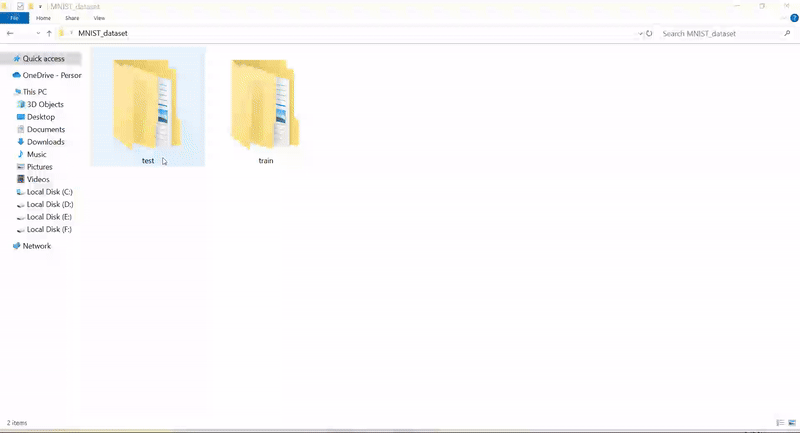 MNIST_dataset
File Home Share View
MNIST_dataset
Search MNIST_dataset
Quick access
OneDrive - Person
This PC
3D Objects
Desktop
Documents
Downloads
Music
Pictures
Videos
Local Disk (C:)
Local Disk (D:)
Local Disk (E:)
Local Disk (F:)
Network
test
train
2 items